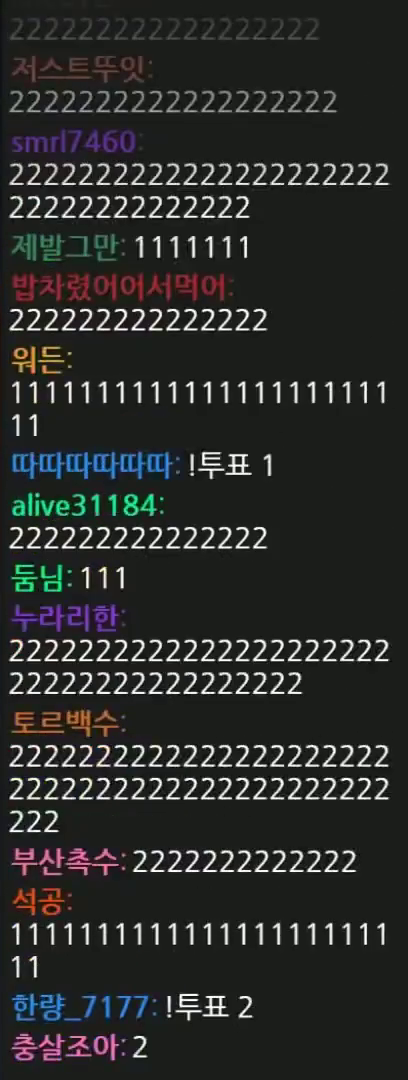 222222222222222222
저스트뚜잇:
2222222222222222222
smrl7460:
2222222222222222222222
22222222222222
제발그만: 1111111
밥차렸어어서먹어:
222222222222222
워든:
1111111111111111111111
11
따따따따따따: !투표 1
alive31184:
222222222222222
둠님: 111
누라리한:
2222222222222222222222
22222222222222222
토르백수:
2222222222222222222222
2222222222222222222222
222
부산촉수: 2222222222222
석공:
1111111111111111111111
11
한량_7177: !투표 2
충살조아: 2